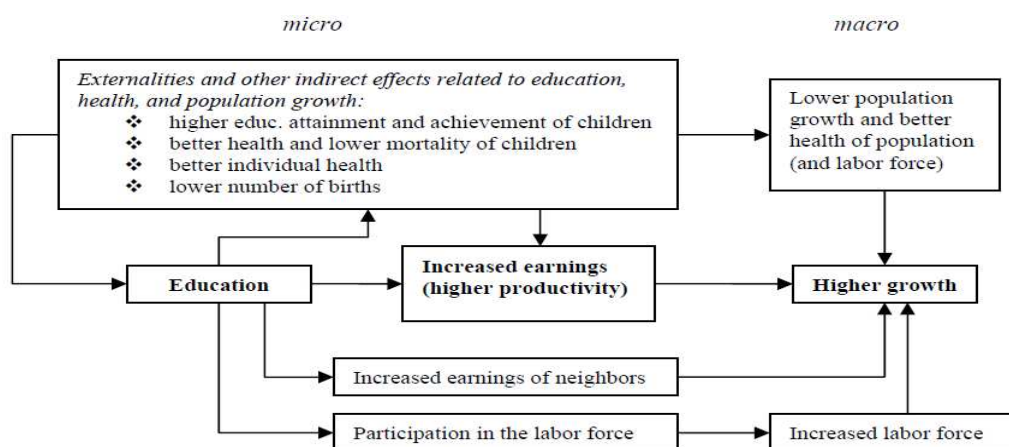 micro
macro
Externalities and other indirect effects related to education,
health, and population growth:
❖ higher educ. attainment and achievement of children
❖ better health and lower mortality of children
❖ better individual health
❖ lower number of births
Lower population
growth and better
health of population
(and labor force)
Education
Increased earnings
(higher productivity)
Higher growth
Increased earnings of neighbors
Participation in the labor force
Increased labor force